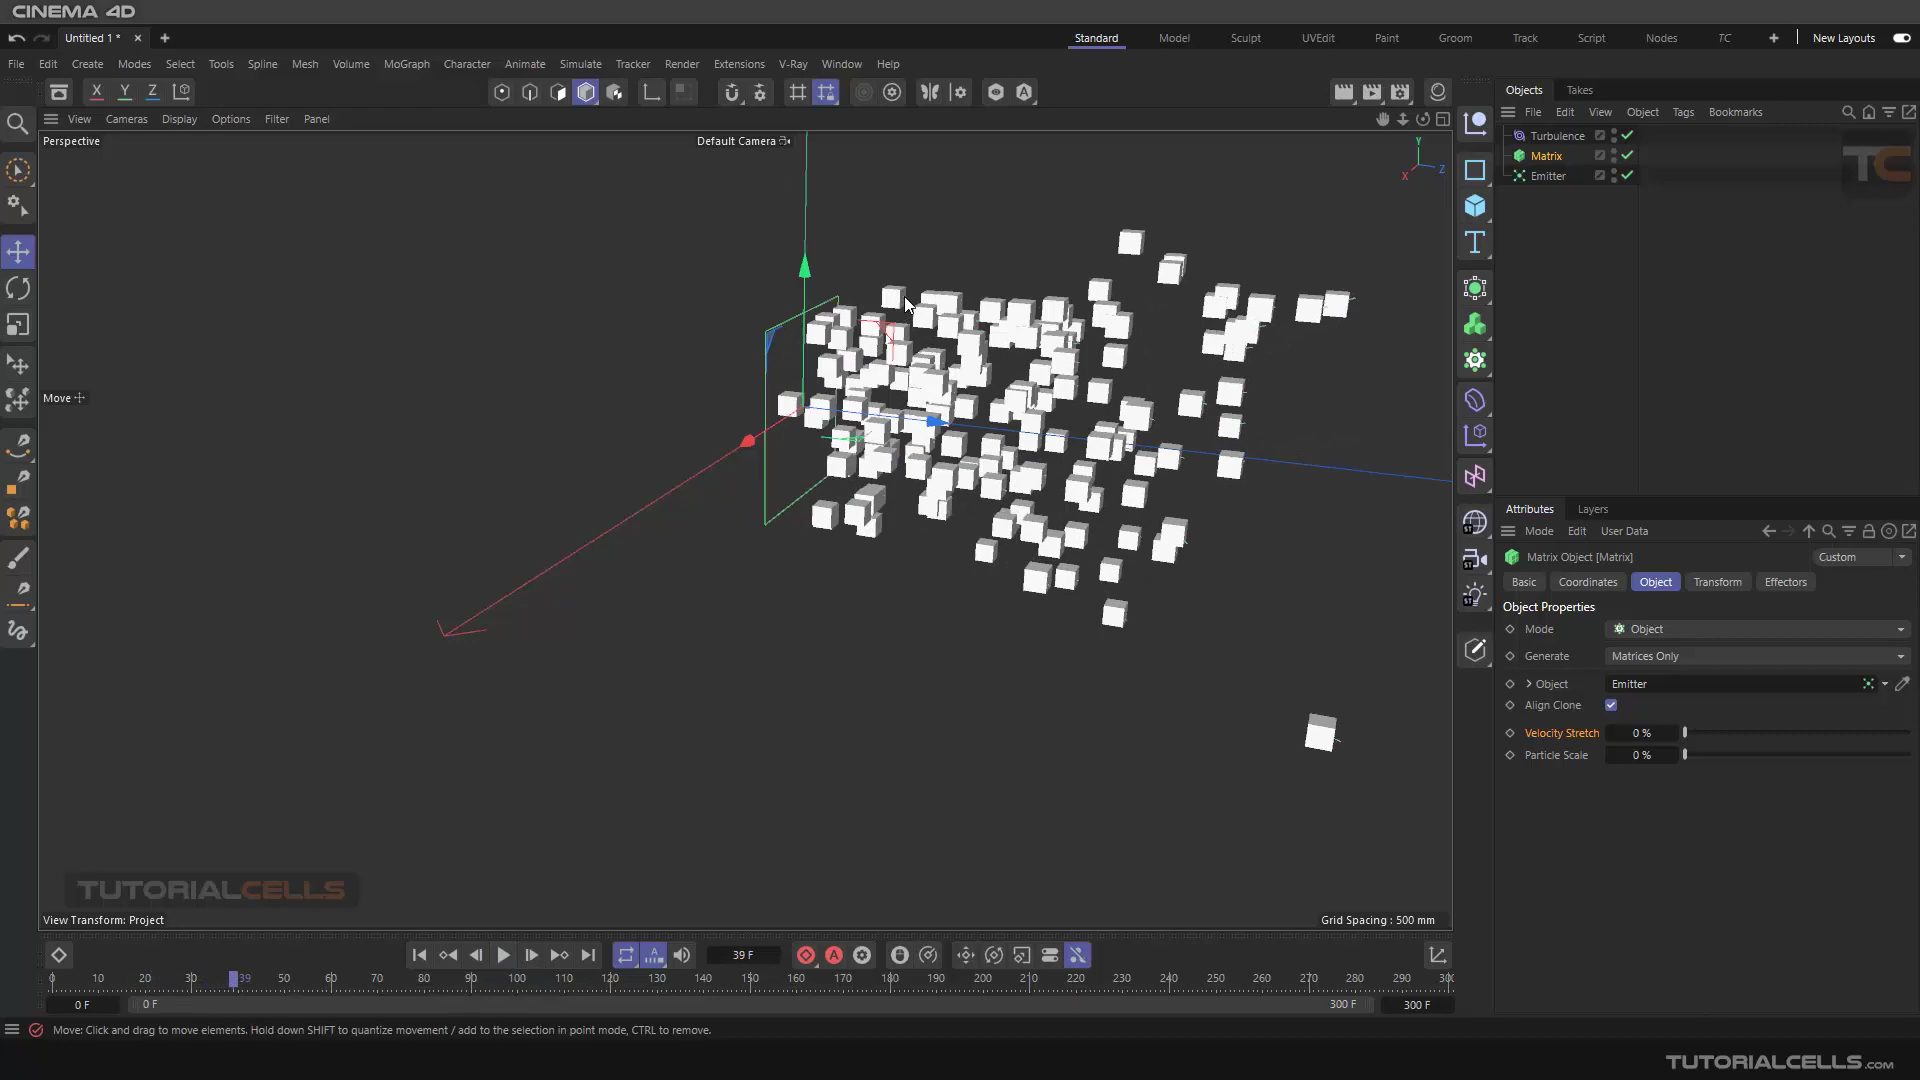 CINEMA 4D
Untitled 1 *
Standard
Model
Sculpt
UVEdit
Paint
Groom
Track
Script
Nodes
TC
New Layouts
File
Edit
Create
Modes
Select
Tools
Spline
Mesh
Volume
MoGraph
Character
Animate
Simulate
Tracker
Render
Extensions
V-Ray
Window
Help
X
Y
Z
Objects
Takes
View
Cameras
Display
Options
Filter
Panel
File
Edit
View
Object
Tags
Bookmarks
Perspective
Default Camera
Y
X
Z
Turbulence
Matrix
Emitter
TC
Move
Attributes
Layers
Mode
Edit
User Data
Matrix Object [Matrix]
Custom
Basic
Coordinates
Object
Transform
Effectors
Object Properties
Mode
Object
Generate
Matrices Only
Object
Emitter
Align Clone
Velocity Stretch
0 %
Particle Scale
0 %
ST
ST
ST
TUTORIALCELLS
View Transform: Project
Grid Spacing : 500 mm
39 F
0 10 20 30 39 50 60 70 80 90 100 110 120 130 140 150 160 170 180 190 200 210 220 230 240 250 260 270 280 290 30
0 F
0 F
300 F
300 F
Move: Click and drag to move elements. Hold down SHIFT to quantize movement / add to the selection in point mode, CTRL to remove.
TUTORIALCELLS.com